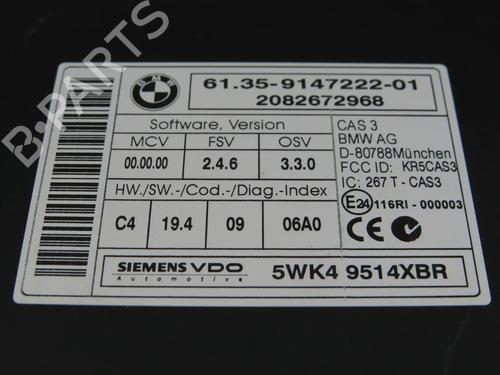 B-PARTS
BMW
61.35-9147222-01
2082672968
Software, Version
MCV FSV OSV
00.00.00 2.4.6 3.3.0
HW./SW.-/Cod.-/Diag.-Index
C4 19.4 09 06A0
CAS 3
BMW AG
D-80788München
FCC ID: KR5CAS3
IC: 267 T - CAS3
E24 116RI - 000003
SIEMENS VDO
Automotive
5WK4 9514XBR